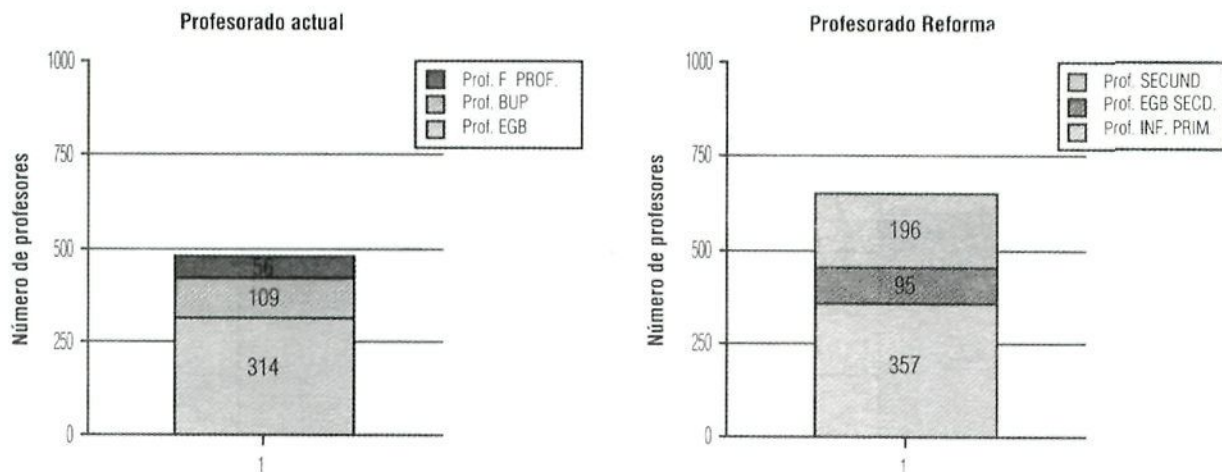 Profesorado actual
Número de profesores
1000
750
500
250
0
Prof. F. PROF.
Prof. BUP
Prof. EGB
56
109
314
1
Profesorado Reforma
Número de profesores
1000
750
500
250
0
Prof. SECUND
Prof. EGB SECD.
Prof. INF. PRIM.
196
95
357
1